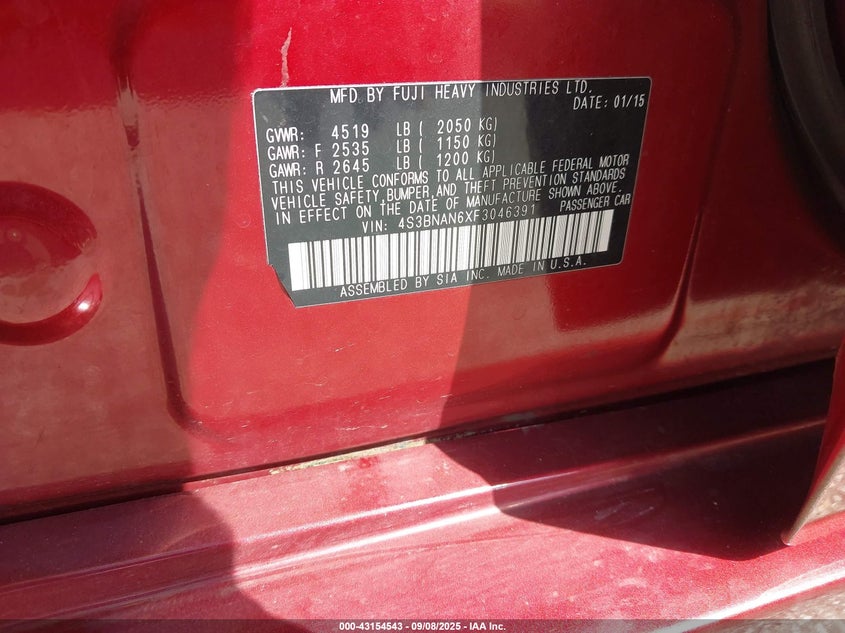 MFD. BY FUJI HEAVY INDUSTRIES LTD.
DATE: 01/15
GVWR: 4519 LB ( 2050 KG)
GAWR: F 2535 LB ( 1150 KG)
GAWR: R 2645 LB ( 1200 KG)
THIS VEHICLE CONFORMS TO ALL APPLICABLE FEDERAL MOTOR
VEHICLE SAFETY, BUMPER, AND THEFT PREVENTION STANDARDS
IN EFFECT ON THE DATE OF MANUFACTURE SHOWN ABOVE.
VIN: 4S3BNAN6XF3046391 PASSENGER CAR
ASSEMBLED BY SIA INC. MADE IN U.S.A.
000-43154543 - 09/08/2025 - IAA Inc.